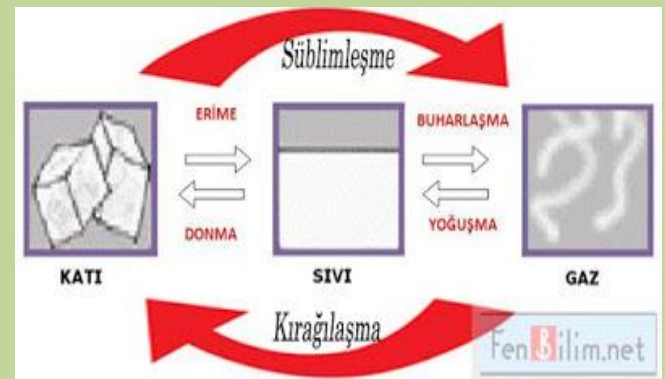 Süblimleşme
ERİME
BUHARLAŞMA
DONMA
YOĞUŞMA
KATI
SIVI
GAZ
Kırağılaşma
FenBilim.net